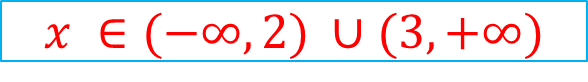 x ∈ (−∞, 2) ∪ (3, +∞)